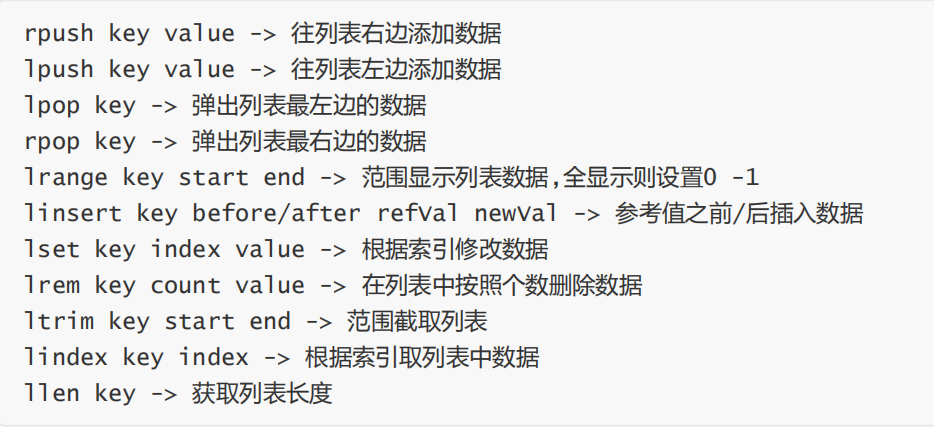 rpush key value -> 往列表右边添加数据
lpush key value -> 往列表左边添加数据
lpop key -> 弹出列表最左边的数据
rpop key -> 弹出列表最右边的数据
lrange key start end -> 范围显示列表数据,全显示则设置0 -1
linsert key before/after refVal newVal -> 参考值之前/后插入数据
lset key index value -> 根据索引修改数据
lrem key count value -> 在列表中按照个数删除数据
ltrim key start end -> 范围截取列表
lindex key index -> 根据索引取列表中数据
llen key -> 获取列表长度